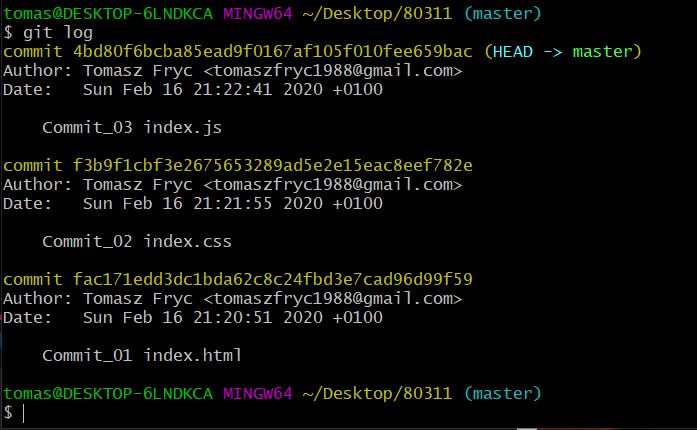 tomas@DESKTOP-6LNDKCA MINGW64 ~/Desktop/80311 (master)
$ git log
commit 4bd80f6bcba85ead9f0167af105f010fee659bac (HEAD -> master)
Author: Tomasz Fryc <tomaszfryc1988@gmail.com>
Date:   Sun Feb 16 21:22:41 2020 +0100
Commit_03 index.js
commit f3b9f1cbf3e2675653289ad5e2e15eac8eef782e
Author: Tomasz Fryc <tomaszfryc1988@gmail.com>
Date:   Sun Feb 16 21:21:55 2020 +0100
Commit_02 index.css
commit fac171edd3dc1bda62c8c24fbd3e7cad96d99f59
Author: Tomasz Fryc <tomaszfryc1988@gmail.com>
Date:   Sun Feb 16 21:20:51 2020 +0100
Commit_01 index.html
tomas@DESKTOP-6LNDKCA MINGW64 ~/Desktop/80311 (master)
$